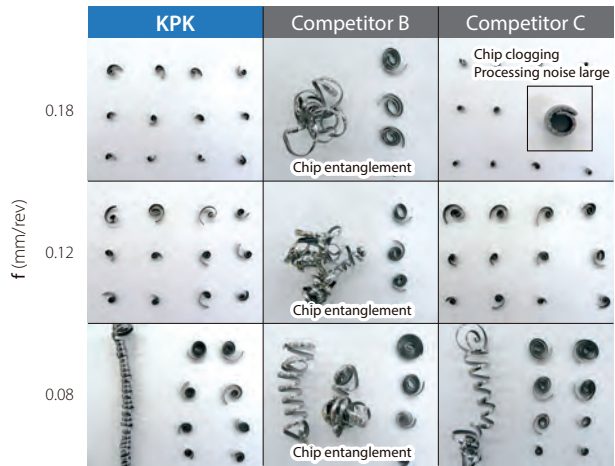 KPK
Competitor B
Competitor C
f (mm/rev)
0.18
Chip entanglement
Chip clogging
Processing noise large
0.12
Chip entanglement
0.08
Chip entanglement